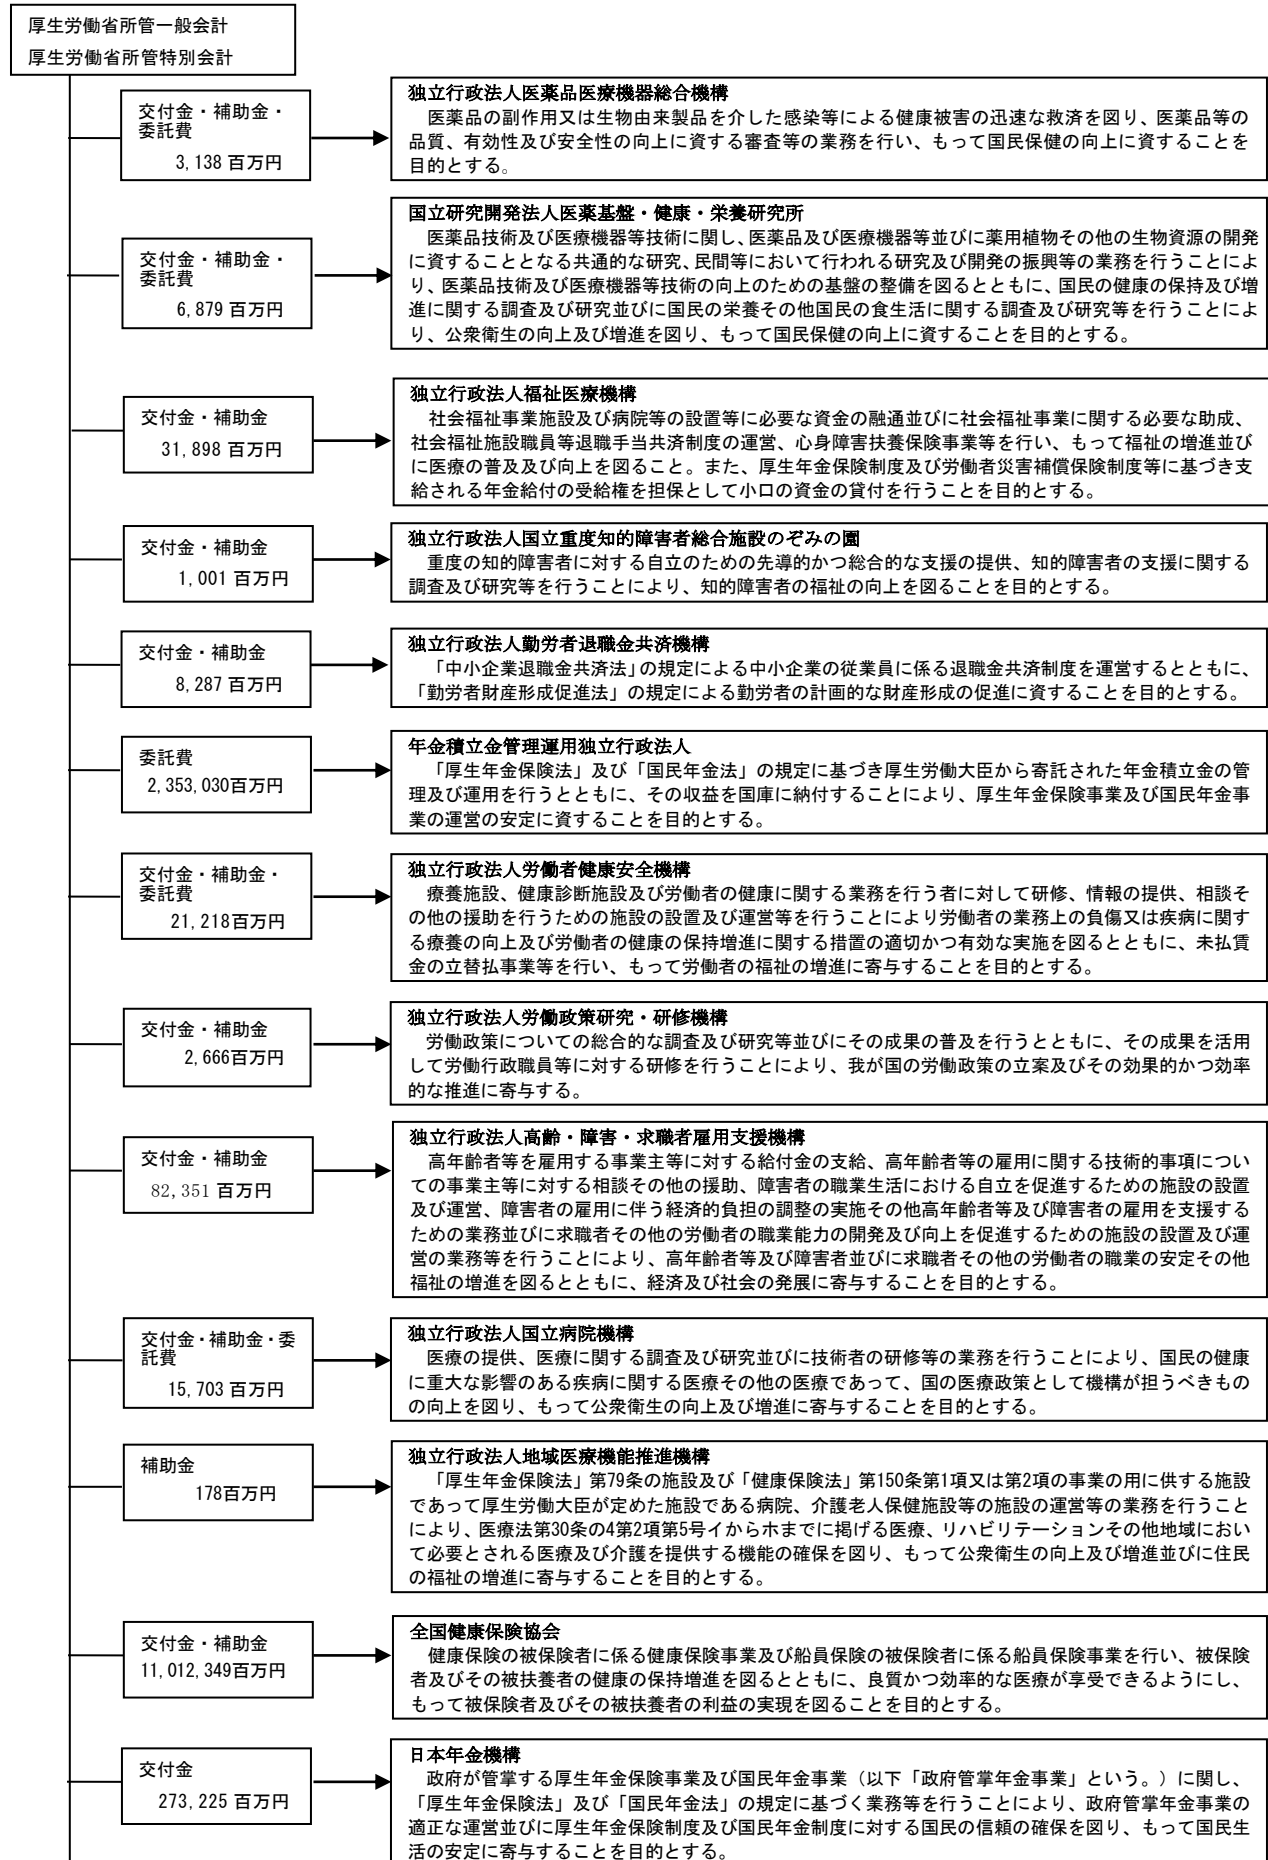 厚生労働省所管一般会計
厚生労働省所管特別会計
交付金・補助金・
委託費
3,138 百万円
独立行政法人医薬品医療機器総合機構
医薬品の副作用又は生物由来製品を介した感染等による健康被害の迅速な救済を図り、医薬品等の
品質、有効性及び安全性の向上に資する審査等の業務を行い、もって国民保健の向上に資することを
目的とする。
交付金・補助金・
委託費
6,879 百万円
国立研究開発法人医薬基盤・健康・栄養研究所
医薬品技術及び医療機器等技術に関し、医薬品及び医療機器等並びに薬用植物その他の生物資源の開発
に資することとなる共通的な研究、民間等において行われる研究及び開発の振興等の業務を行うことによ
り、医薬品技術及び医療機器等技術の向上のための基盤の整備を図るとともに、国民の健康の保持及び増
進に関する調査及び研究並びに国民の栄養その他国民の食生活に関する調査及び研究等を行うことによ
り、公衆衛生の向上及び増進を図り、もって国民保健の向上に資することを目的とする。
交付金・補助金
31,898 百万円
独立行政法人福祉医療機構
社会福祉事業施設及び病院等の設置等に必要な資金の融通並びに社会福祉事業に関する必要な助成、
社会福祉施設職員等退職手当共済制度の運営、心身障害扶養保険事業等を行い、もって福祉の増進並び
に医療の普及及び向上を図ること。また、厚生年金保険制度及び労働者災害補償保険制度等に基づき支
給される年金給付の受給権を担保として小口の資金の貸付を行うことを目的とする。
交付金・補助金
1,001 百万円
独立行政法人国立重度知的障害者総合施設のぞみの園
重度の知的障害者に対する自立のための先導的かつ総合的な支援の提供、知的障害者の支援に関する
調査及び研究等を行うことにより、知的障害者の福祉の向上を図ることを目的とする。
交付金・補助金
8,287 百万円
独立行政法人勤労者退職金共済機構
「中小企業退職金共済法」の規定による中小企業の従業員に係る退職金共済制度を運営するとともに、
「勤労者財産形成促進法」の規定による勤労者の計画的な財産形成の促進に資することを目的とする。
委託費
2,353,030百万円
年金積立金管理運用独立行政法人
「厚生年金保険法」及び「国民年金法」の規定に基づき厚生労働大臣から寄託された年金積立金の管
理及び運用を行うとともに、その収益を国庫に納付することにより、厚生年金保険事業及び国民年金事
業の運営の安定に資することを目的とする。
交付金・補助金・
委託費
21,218百万円
独立行政法人労働者健康安全機構
療養施設、健康診断施設及び労働者の健康に関する業務を行う者に対して研修、情報の提供、相談そ
の他の援助を行うための施設の設置及び運営等を行うことにより労働者の業務上の負傷又は疾病に関す
る療養の向上及び労働者の健康の保持増進に関する措置の適切かつ有効な実施を図るとともに、未払賃
金の立替払事業等を行い、もって労働者の福祉の増進に寄与することを目的とする。
交付金・補助金
2,666百万円
独立行政法人労働政策研究・研修機構
労働政策についての総合的な調査及び研究等並びにその成果の普及を行うとともに、その成果を活用
して労働行政職員等に対する研修を行うことにより、我が国の労働政策の立案及びその効果的かつ効率
的な推進に寄与する。
交付金・補助金
82,351 百万円
独立行政法人高齢・障害・求職者雇用支援機構
高年齢者等を雇用する事業主等に対する給付金の支給、高年齢者等の雇用に関する技術的事項につい
ての事業主等に対する相談その他の援助、障害者の職業生活における自立を促進するための施設の設置
及び運営、障害者の雇用に伴う経済的負担の調整の実施その他高年齢者等及び障害者の雇用を支援する
ための業務並びに求職者その他の労働者の職業能力の開発及び向上を促進するための施設の設置及び運
営の業務等を行うことにより、高年齢者等及び障害者並びに求職者その他の労働者の職業の安定その他
福祉の増進を図るとともに、経済及び社会の発展に寄与することを目的とする。
交付金・補助金・委
託費
15,703 百万円
独立行政法人国立病院機構
医療の提供、医療に関する調査及び研究並びに技術者の研修等の業務を行うことにより、国民の健康
に重大な影響のある疾病に関する医療その他の医療であって、国の医療政策として機構が担うべきもの
の向上を図り、もって公衆衛生の向上及び増進に寄与することを目的とする。
補助金
178百万円
独立行政法人地域医療機能推進機構
「厚生年金保険法」第79条の施設及び「健康保険法」第150条第1項又は第2項の事業の用に供する施設
であって厚生労働大臣が定めた施設である病院、介護老人保健施設等の施設の運営等の業務を行うこと
により、医療法第30条の4第2項第5号イからホまでに掲げる医療、リハビリテーションその他地域におい
て必要とされる医療及び介護を提供する機能の確保を図り、もって公衆衛生の向上及び増進並びに住民
の福祉の増進に寄与することを目的とする。
交付金・補助金
11,012,349百万円
全国健康保険協会
健康保険の被保険者に係る健康保険事業及び船員保険の被保険者に係る船員保険事業を行い、被保険
者及びその被扶養者の健康の保持増進を図るとともに、良質かつ効率的な医療が享受できるようにし、
もって被保険者及びその被扶養者の利益の実現を図ることを目的とする。
交付金
273,225 百万円
日本年金機構
政府が管掌する厚生年金保険事業及び国民年金事業（以下「政府管掌年金事業」という。）に関し、
「厚生年金保険法」及び「国民年金法」の規定に基づく業務等を行うことにより、政府管掌年金事業の
適正な運営並びに厚生年金保険制度及び国民年金制度に対する国民の信頼の確保を図り、もって国民生
活の安定に寄与することを目的とする。